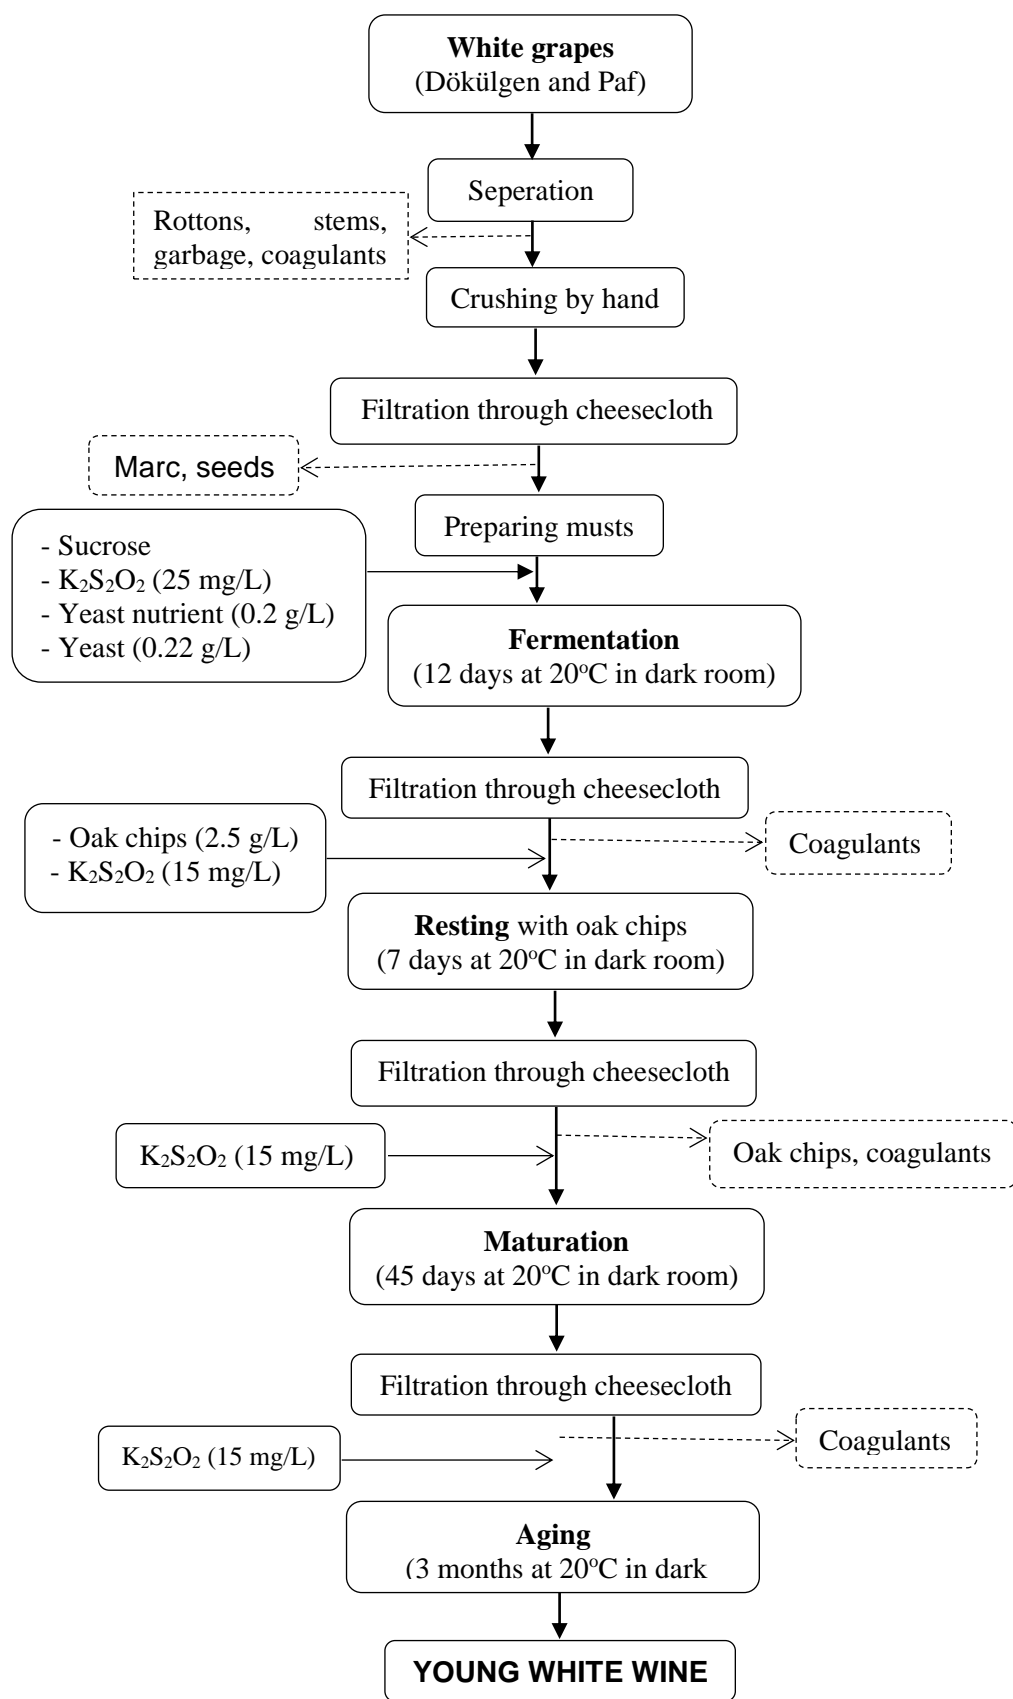 White grapes
(Dökülgen and Paf)
Seperation
Rottons, stems,
garbage, coagulants
Crushing by hand
Filtration through cheesecloth
Marc, seeds
Preparing musts
- Sucrose
- K₂S₂O₂ (25 mg/L)
- Yeast nutrient (0.2 g/L)
- Yeast (0.22 g/L)
Fermentation
(12 days at 20°C in dark room)
Filtration through cheesecloth
- Oak chips (2.5 g/L)
- K₂S₂O₂ (15 mg/L)
Coagulants
Resting with oak chips
(7 days at 20°C in dark room)
Filtration through cheesecloth
K₂S₂O₂ (15 mg/L)
Oak chips, coagulants
Maturation
(45 days at 20°C in dark room)
Filtration through cheesecloth
K₂S₂O₂ (15 mg/L)
Coagulants
Aging
(3 months at 20°C in dark
YOUNG WHITE WINE